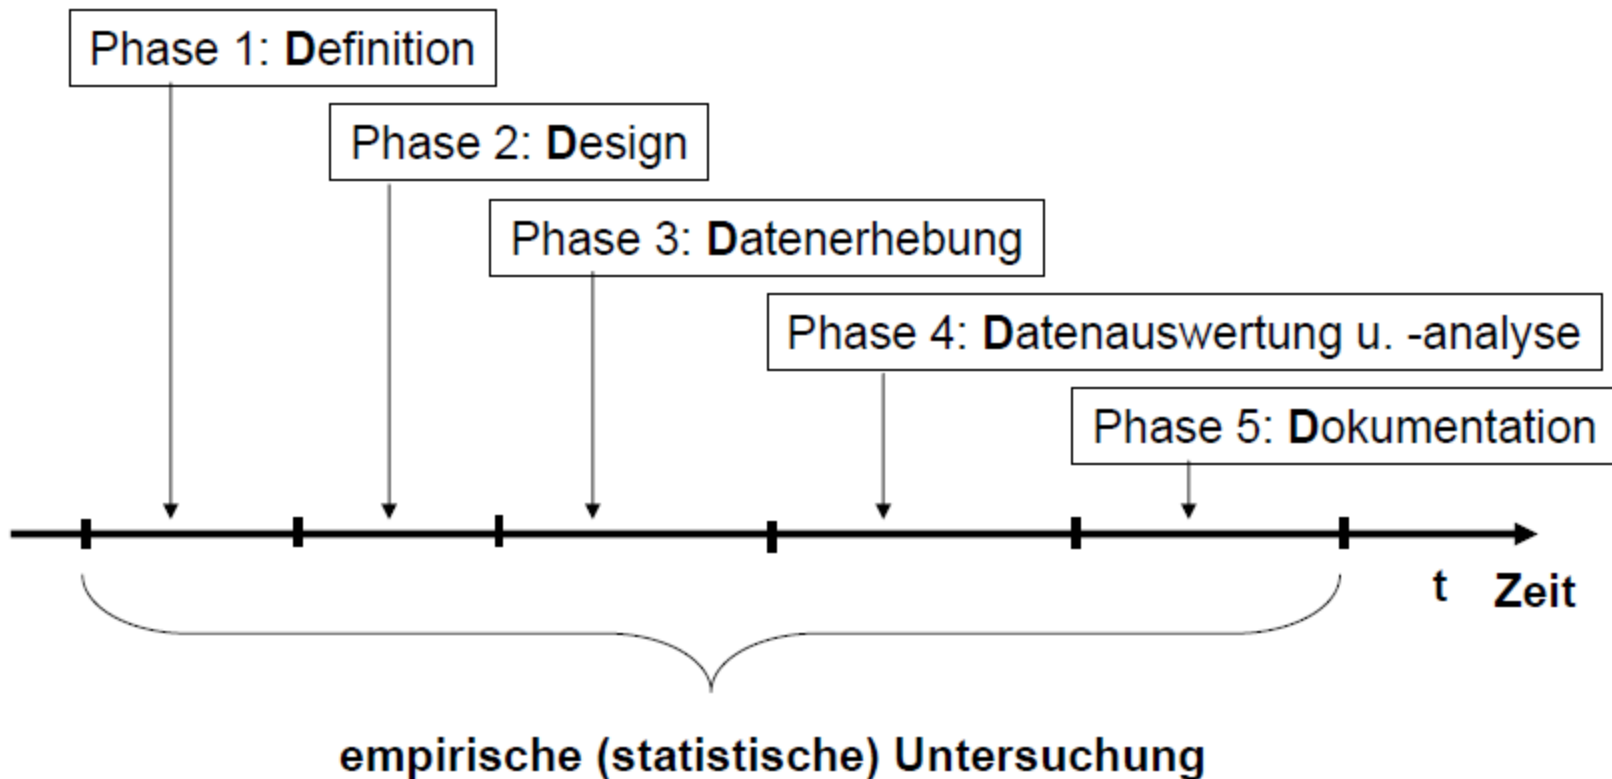 Phase 1: Definition
Phase 2: Design
Phase 3: Datenerhebung
Phase 4: Datenauswertung u. -analyse
Phase 5: Dokumentation
t Zeit
empirische (statistische) Untersuchung